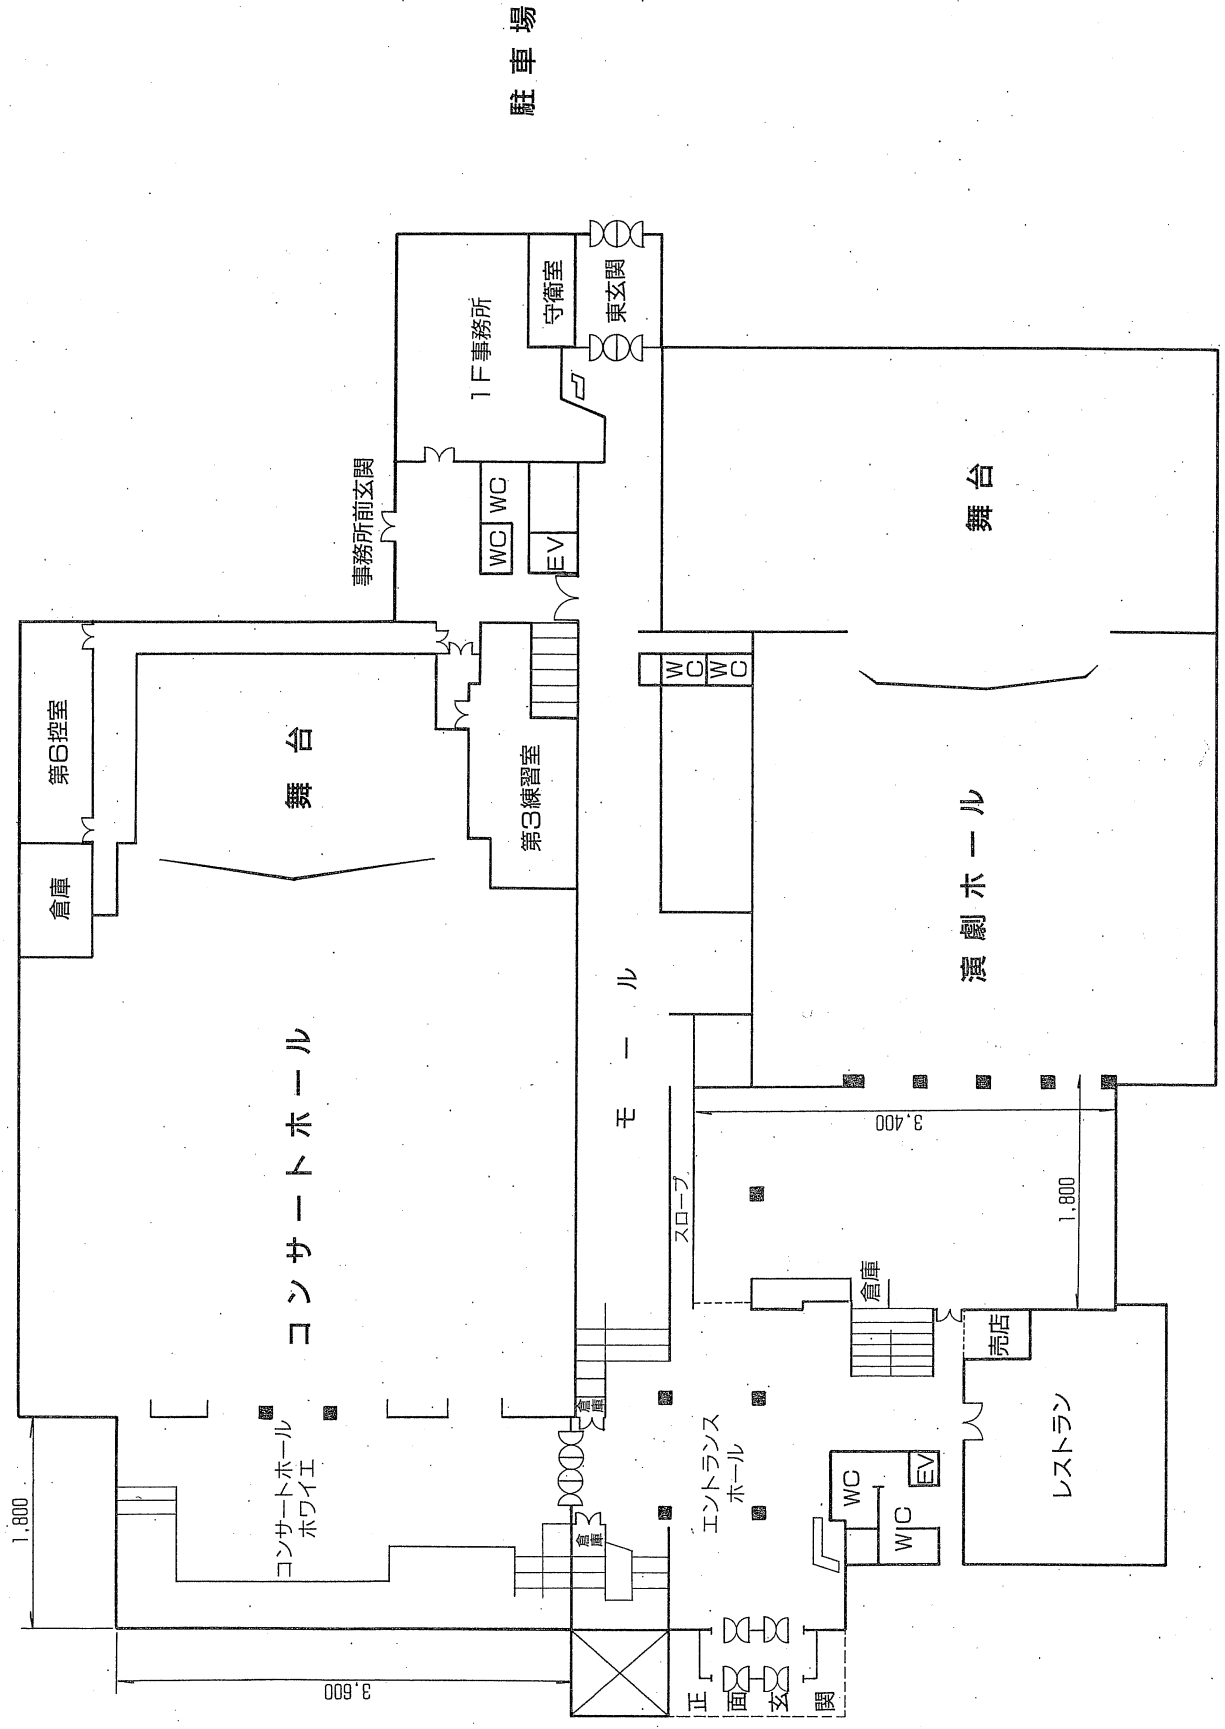 駐車場
1F事務所
守衛室
東玄関
事務所前玄関
WC
WC
EV
第6控室
倉庫
舞台
第3練習室
コンサートホール
モール
舞台
WC
WC
演劇ホール
スロープ
3,400
1,800
倉庫
売店
レストラン
コンサートホール
ホワイエ
倉庫
倉庫
エントランス
ホール
WC
WC
EV
1,800
3,600
正面玄関